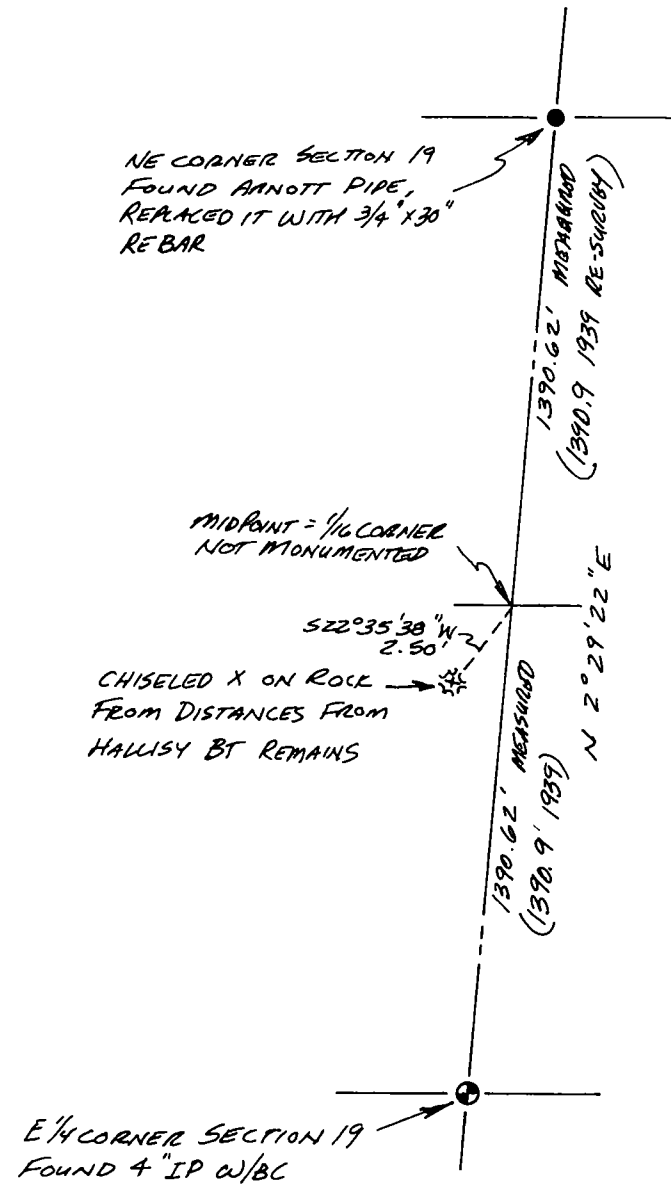 NE CORNER SECTION 19
FOUND ARNOTT PIPE,
REPLACED IT WITH 3/4"X30"
REBAR
1390.62' MEASURED
(1390.9 1939 RE-SURVEY)
MIDPOINT = 1/16 CORNER
NOT MONUMENTED
S22°35'38"W
2.50'
CHISELED X ON ROCK
FROM DISTANCES FROM
HALLISY BT REMAINS
N 2°29'22"E
1390.62' MEASURED
(1390.9' 1939)
E 1/4 CORNER SECTION 19
FOUND 4" IP W/BC